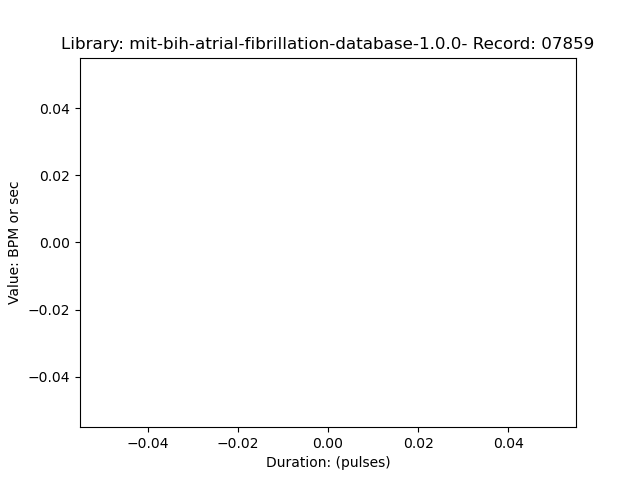 Library: mit-bih-atrial-fibrillation-database-1.0.0- Record: 07859
0.04
0.02
0.00
−0.02
−0.04
Value: BPM or sec
−0.04 −0.02 0.00 0.02 0.04
Duration: (pulses)